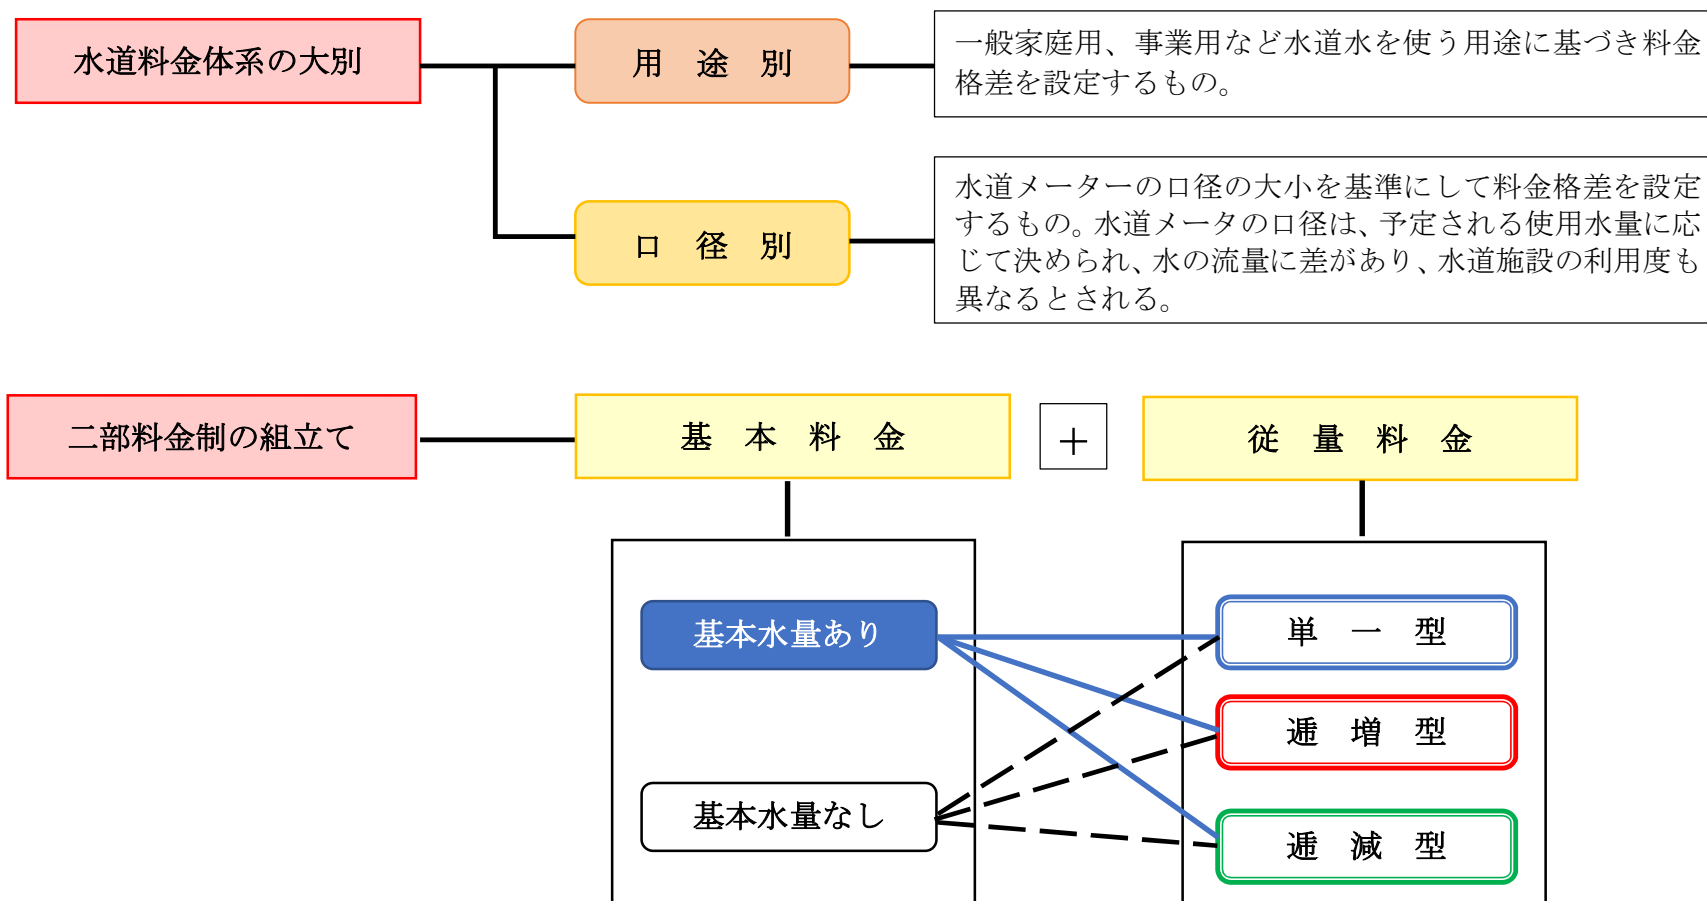 水道料金体系の大別
用　途　別
一般家庭用、事業用など水道水を使う用途に基づき料金
格差を設定するもの。
口　径　別
水道メーターの口径の大小を基準にして料金格差を設定
するもの。水道メータの口径は、予定される使用水量に応
じて決められ、水の流量に差があり、水道施設の利用度も
異なるとされる。
二部料金制の組立て
基　本　料　金
＋
従　量　料　金
基本水量あり
基本水量なし
単　一　型
逓　増　型
逓　減　型